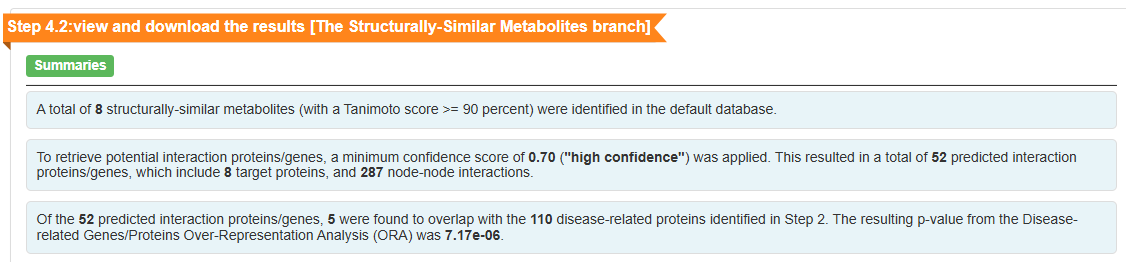 Step 4.2:view and download the results [The Structurally-Similar Metabolites branch]
Summaries
A total of 8 structurally-similar metabolites (with a Tanimoto score >= 90 percent) were identified in the default database.
To retrieve potential interaction proteins/genes, a minimum confidence score of 0.70 ("high confidence") was applied. This resulted in a total of 52 predicted interaction
proteins/genes, which include 8 target proteins, and 287 node-node interactions.
Of the 52 predicted interaction proteins/genes, 5 were found to overlap with the 110 disease-related proteins identified in Step 2. The resulting p-value from the Disease-
related Genes/Proteins Over-Representation Analysis (ORA) was 7.17e-06.